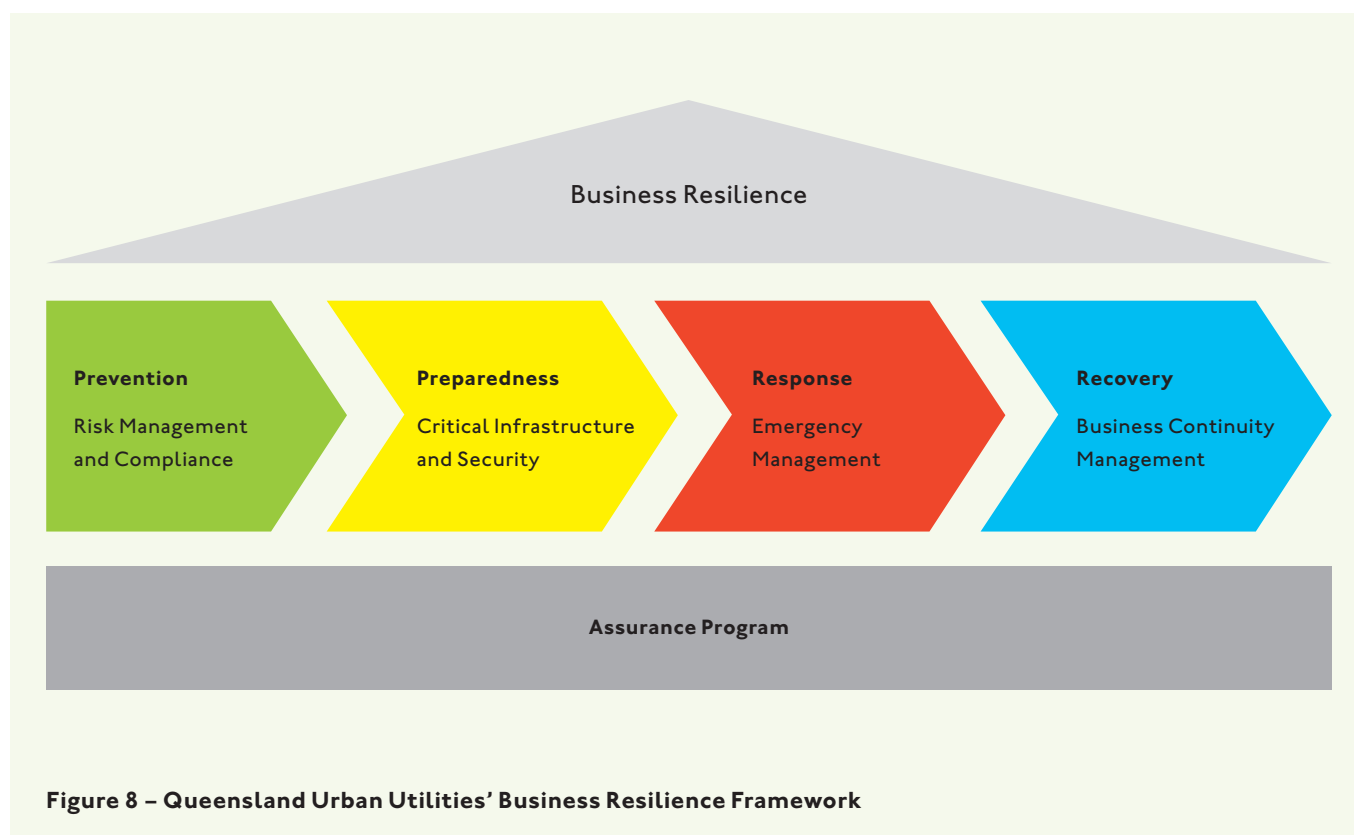 Business Resilience
Prevention
Risk Management
and Compliance
Preparedness
Critical Infrastructure
and Security
Response
Emergency
Management
Recovery
Business Continuity
Management
Assurance Program
Figure 8 – Queensland Urban Utilities’ Business Resilience Framework